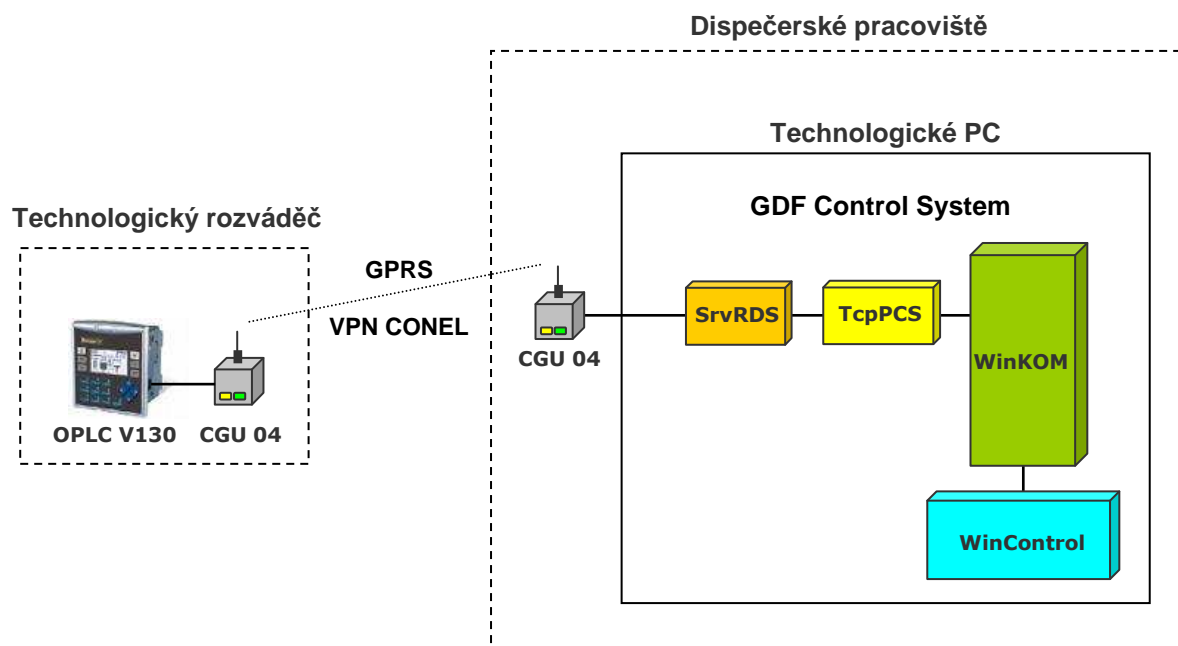 Dispečerské pracoviště
Technologické PC
GDF Control System
Technologický rozváděč
GPRS
VPN CONEL
SrvRDS
TcpPCS
WinKOM
CGU 04
OPLC V130
CGU 04
WinControl